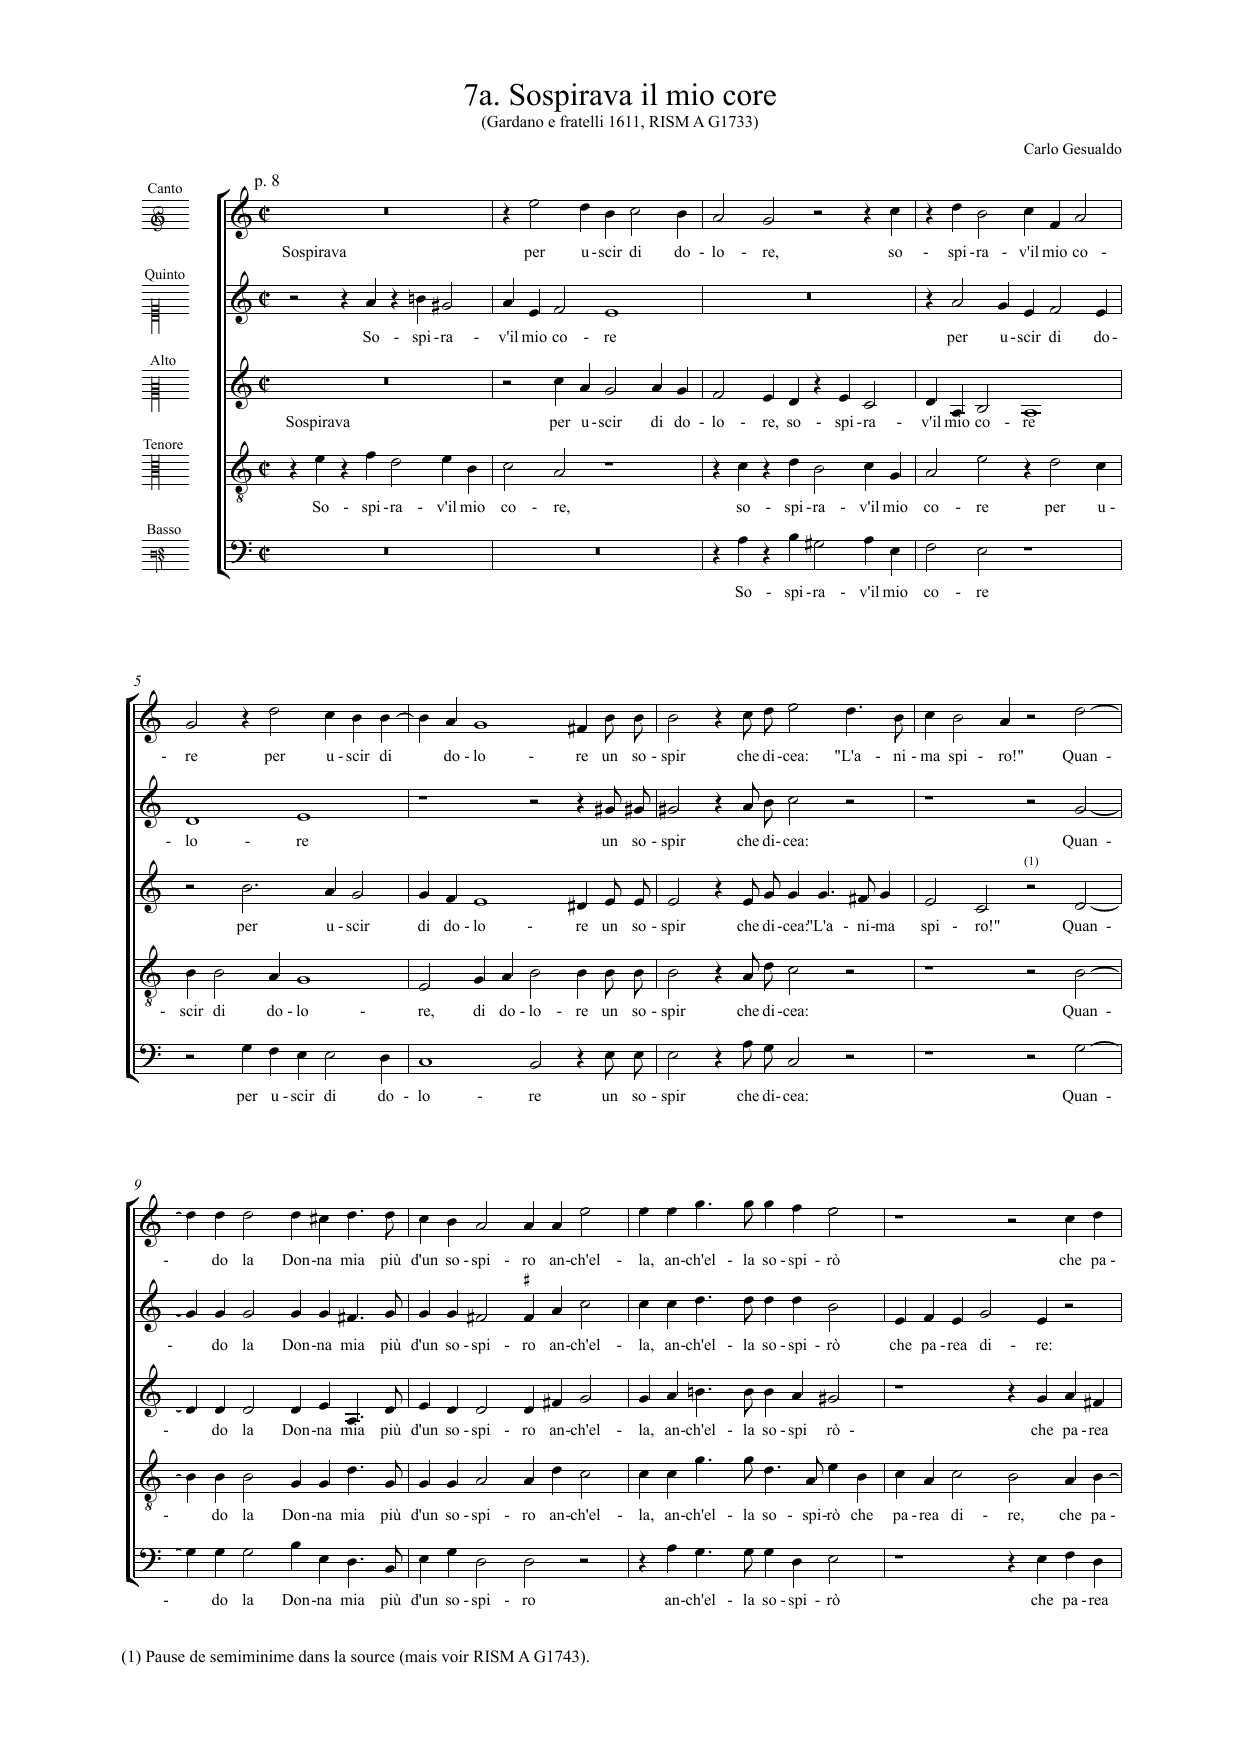 7a. Sospirava il mio core
(Gardano e fratelli 1611, RISM A G1733)
Carlo Gesualdo
p. 8
Canto
Sospirava per u - scir di do - lo - re, so - spi - ra - v'il mio co -
Quinto
So - spi - ra - v'il mio co - re per u - scir di do -
Alto
Sospirava per u - scir di do - lo - re, so - spi - ra - v'il mio co - re
Tenore
8
So - spi - ra - v'il mio co - re, so - spi - ra - v'il mio co - re per u -
Basso
So - spi - ra - v'il mio co - re
5
- re per u - scir di do - lo - re un so - spir che di - cea: "L'a - ni - ma spi - ro!" Quan -
- lo - re un so - spir che di - cea: Quan -
(1)
per u - scir di do - lo - re un so - spir che di - cea: "L'a - ni - ma spi - ro!" Quan -
8
- scir di do - lo - re, di do - lo - re un so - spir che di - cea: Quan -
per u - scir di do - lo - re un so - spir che di - cea: Quan -
9
- do la Don - na mia più d'un so - spi - ro an - ch'el - la, an - ch'el - la so - spi - rò che pa -
- do la Don - na mia più d'un so - spi - ro an - ch'el - la, an - ch'el - la so - spi - rò che pa - rea di - re:
- do la Don - na mia più d'un so - spi - ro an - ch'el - la, an - ch'el - la so - spi rò - che pa - rea
8
- do la Don - na mia più d'un so - spi - ro an - ch'el - la, an - ch'el - la so - spi - rò che pa - rea di - re, che pa -
- do la Don - na mia più d'un so - spi - ro an - ch'el - la so - spi - rò che pa - rea
(1) Pause de semiminime dans la source (mais voir RISM A G1743).